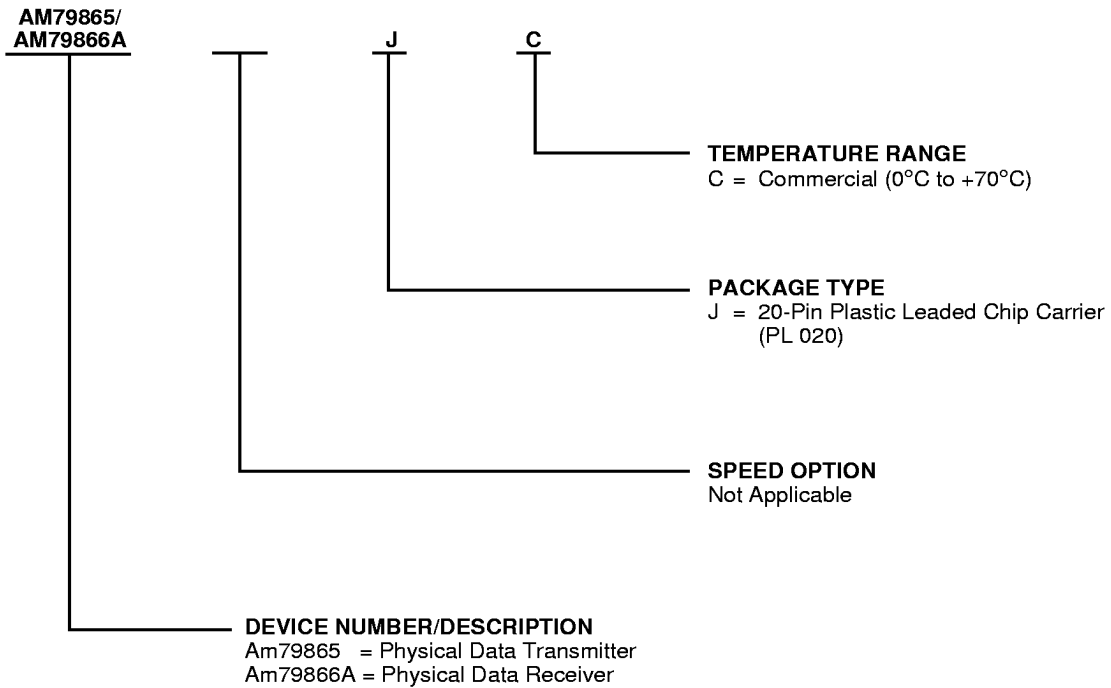 AM79865/
AM79866A
J
C
TEMPERATURE RANGE
C = Commercial (0°C to +70°C)
PACKAGE TYPE
J = 20-Pin Plastic Leaded Chip Carrier
(PL 020)
SPEED OPTION
Not Applicable
DEVICE NUMBER/DESCRIPTION
Am79865 = Physical Data Transmitter
Am79866A = Physical Data Receiver